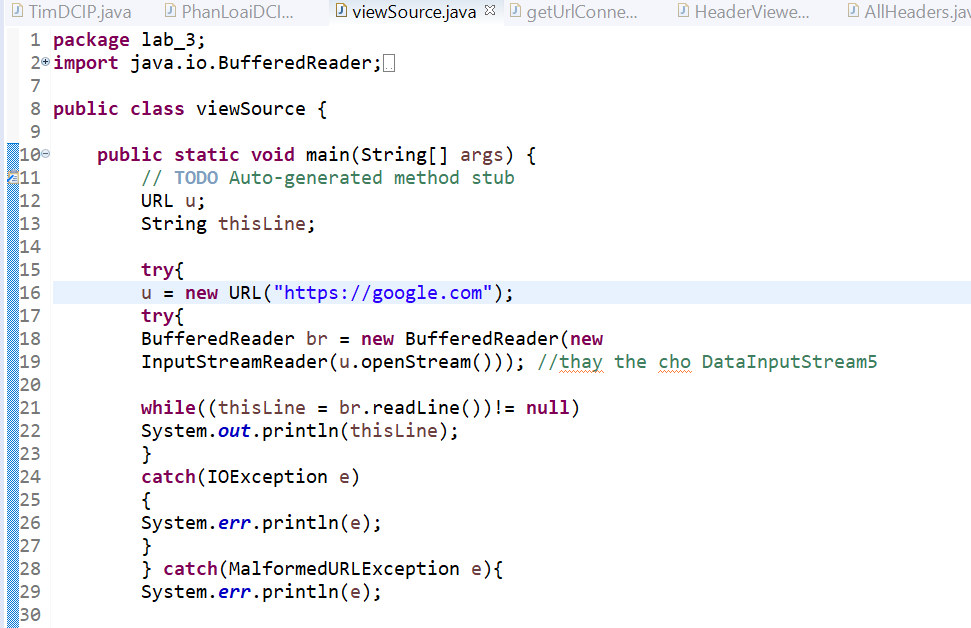 TimDCIP.java PhanLoaiDCI... viewSource.java getUrlConne... HeaderViewe... AllHeaders.jav
1 package lab_3;
2 import java.io.BufferedReader;
7
8 public class viewSource {
9
10 public static void main(String[] args) {
11 // TODO Auto-generated method stub
12 URL u;
13 String thisLine;
14
15 try{
16 u = new URL("https://google.com");
17 try{
18 BufferedReader br = new BufferedReader(new
19 InputStreamReader(u.openStream())); //thay the cho DataInputStream5
20
21 while((thisLine = br.readLine())!= null)
22 System.out.println(thisLine);
23 }
24 catch(IOException e)
25 {
26 System.err.println(e);
27 }
28 } catch(MalformedURLException e){
29 System.err.println(e);
30